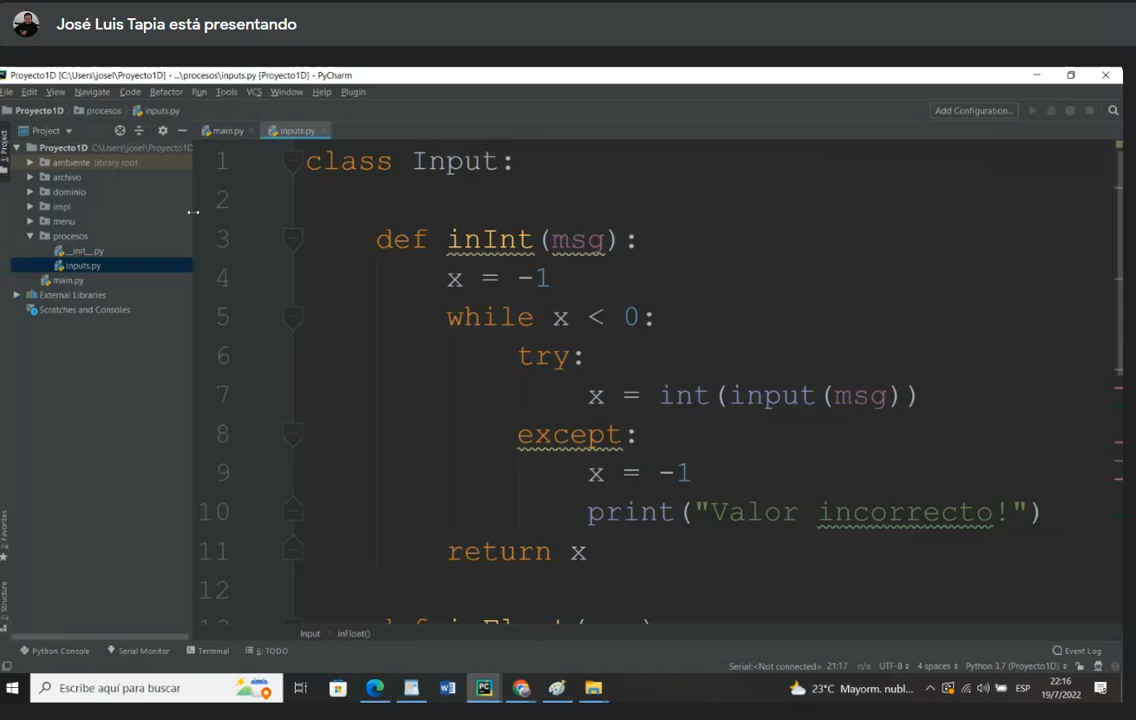 José Luis Tapia está presentando
Proyecto1D [C:\Users\josel\Proyecto1D] - ...\procesos\inputs.py [Proyecto1D] - PyCharm
File Edit View Navigate Code Refactor Run Tools VCS Window Help Plugin
Proyecto1D procesos inputs.py Add Configuration...
1: Project
Project
main.py inputs.py
Proyecto1D C:\Users\josel\Proyecto1D
ambiente library root
archivo
dominio
impl
menu
procesos
__init__.py
inputs.py
main.py
External Libraries
Scratches and Consoles
1 class Input:
2
3 def inInt(msg):
4 x = -1
5 while x < 0:
6 try:
7 x = int(input(msg))
8 except:
9 x = -1
10 print("Valor incorrecto!")
11 return x
12
2: Favorites
Structure
Input inFloat()
Python Console Serial Monitor Terminal 6: TODO Event Log
Serial:<Not connected> 21:17 n/a UTF-8 4 spaces Python 3.7 (Proyecto1D)
Escribe aquí para buscar
23°C Mayorm. nubl... ESP
22:16
19/7/2022